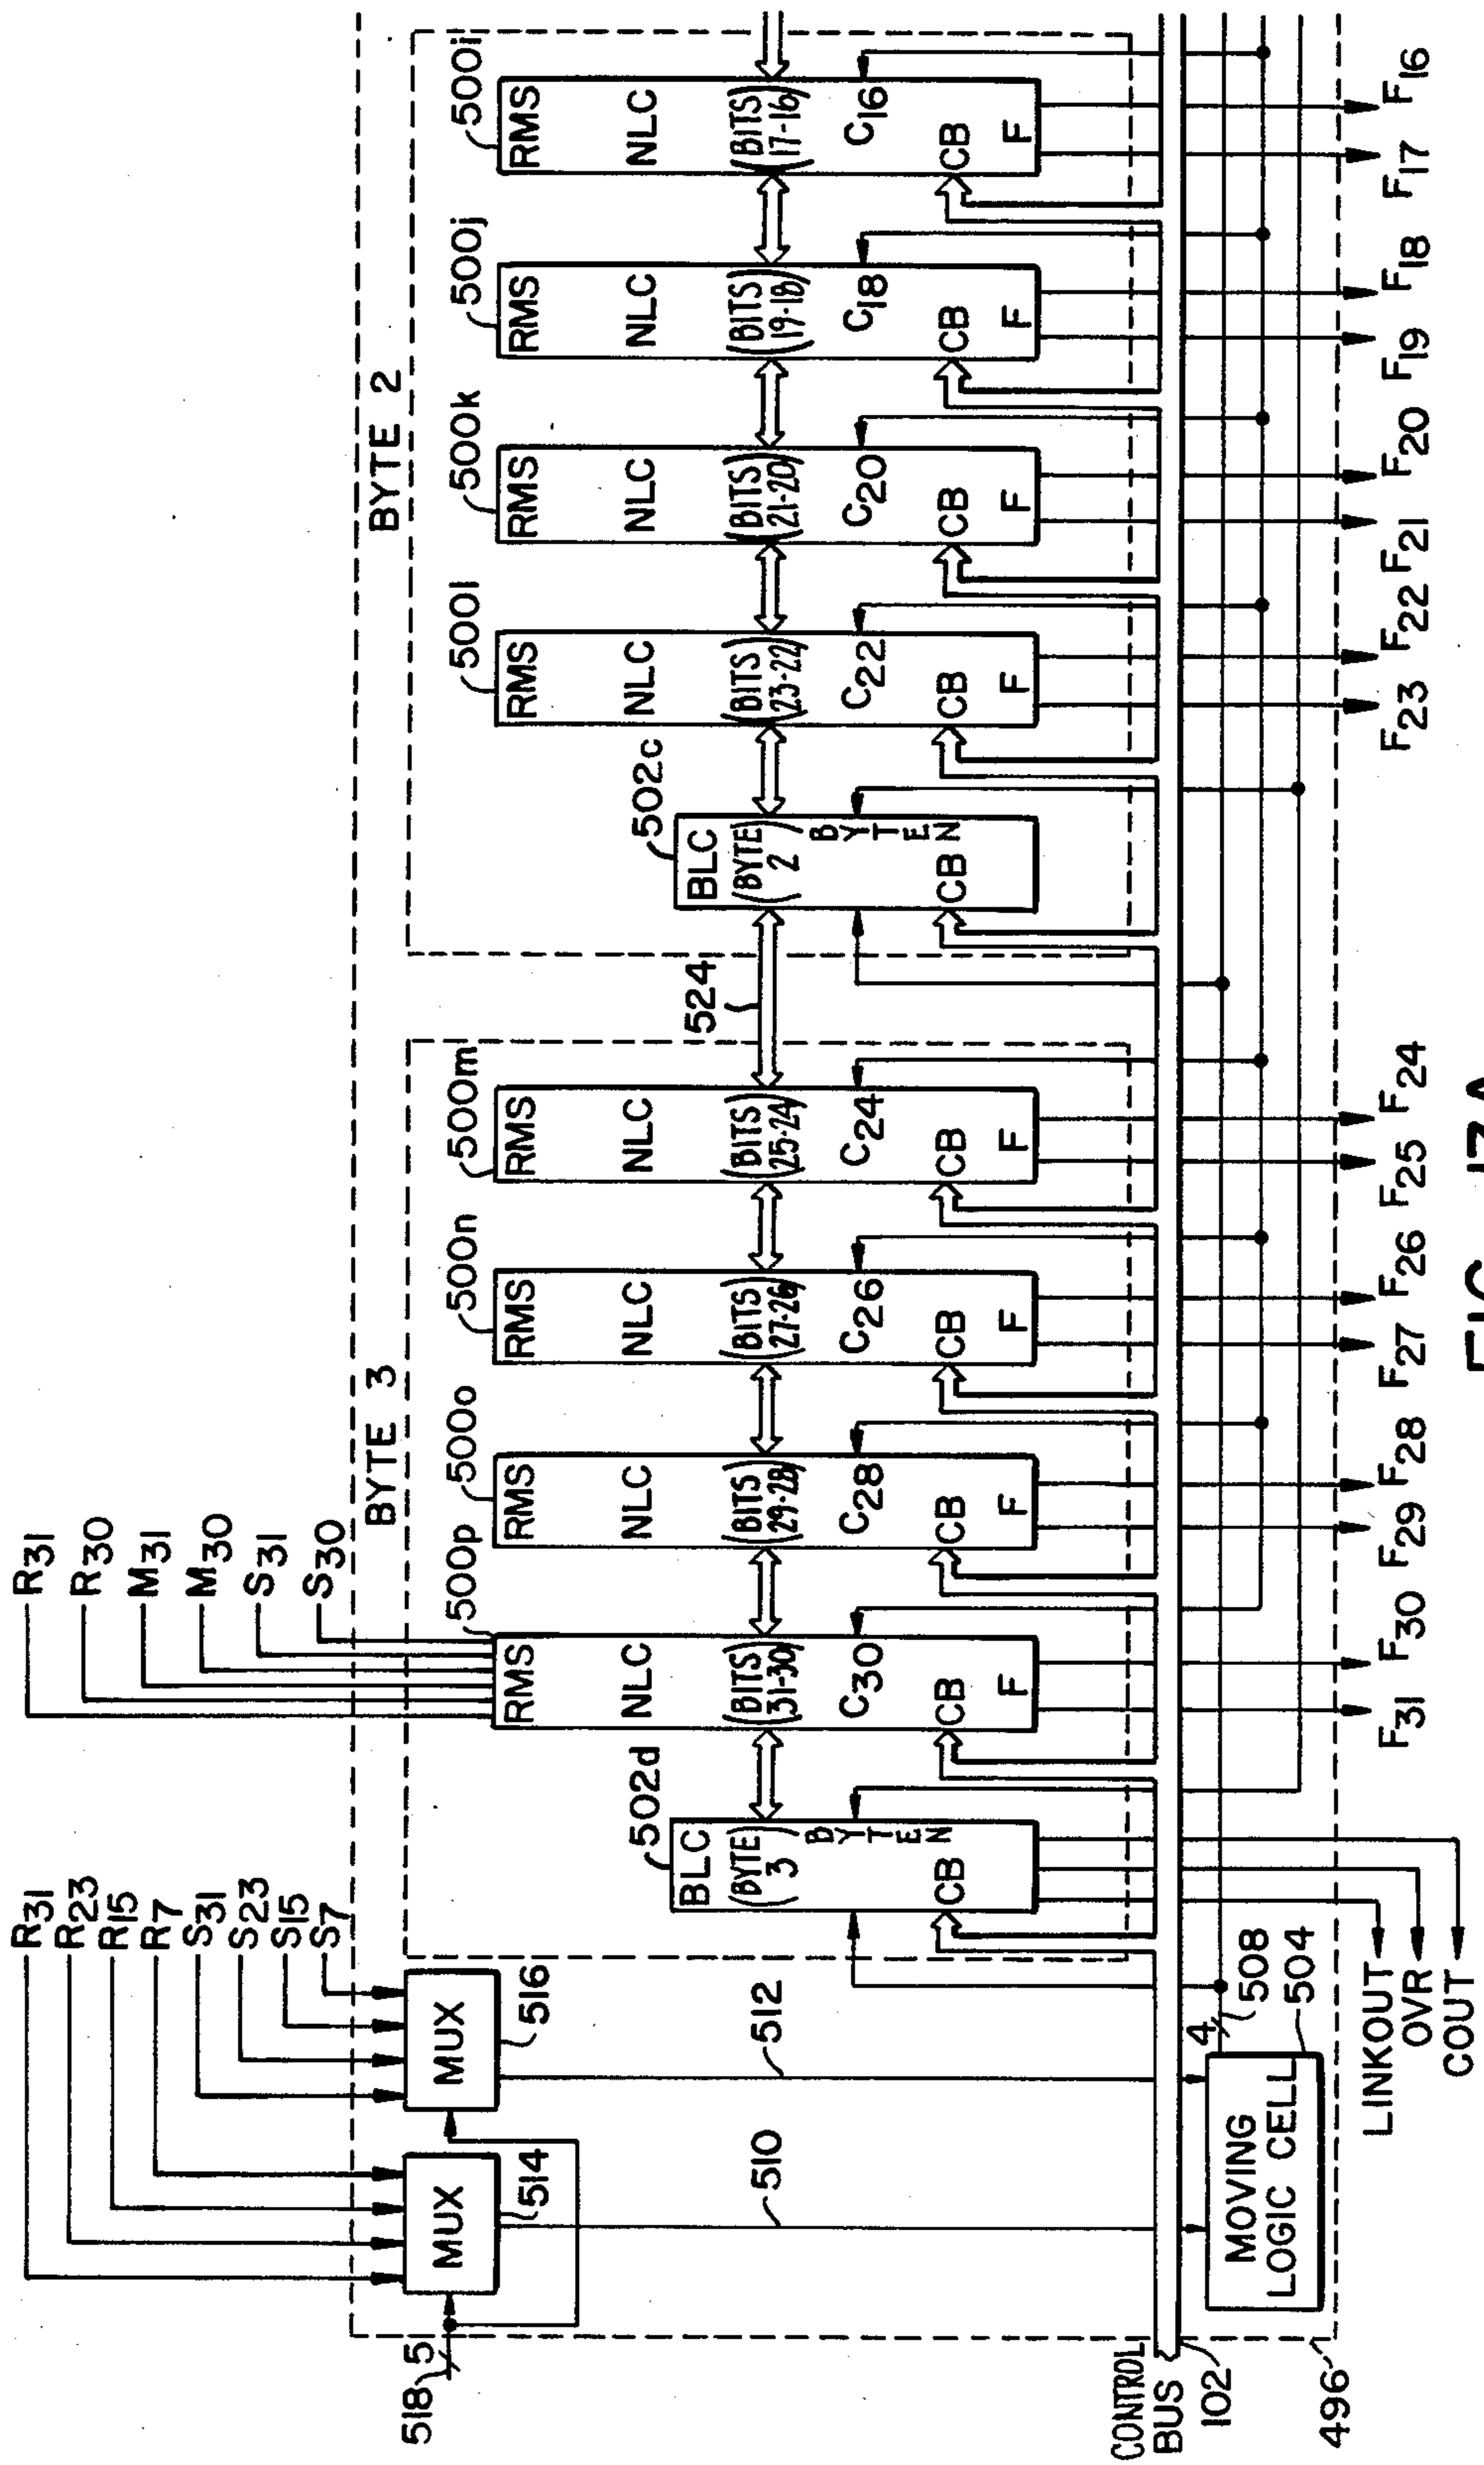 R31
R23
R15
R7
S31
S23
S15
S7
R31
R30
M31
M30
S31
S30
BYTE 3
BYTE 2
518
5
MUX
514
MUX
516
510
512
502d
BLC
(BYTE 3)
BYTEN
CB
500p
RMS
NLC
(BITS 31-30)
C30
CB
F
500o
RMS
NLC
(BITS 29-28)
C28
CB
F
500n
RMS
NLC
(BITS 27-26)
C26
CB
F
500m
RMS
NLC
(BITS 25-24)
C24
CB
F
524
502c
BLC
(BYTE 2)
BYTEN
CB
500l
RMS
NLC
(BITS 23-22)
C22
CB
F
500k
RMS
NLC
(BITS 21-20)
C20
CB
F
500j
RMS
NLC
(BITS 19-18)
C18
CB
F
500i
RMS
NLC
(BITS 17-16)
C16
CB
F
CONTROL
BUS
102
496
MOVING
LOGIC CELL
4
508
504
LINKOUT
OVR
COUT
F31 F30 F29 F28 F27 F26 F25 F24 F23 F22 F21 F20 F19 F18 F17 F16